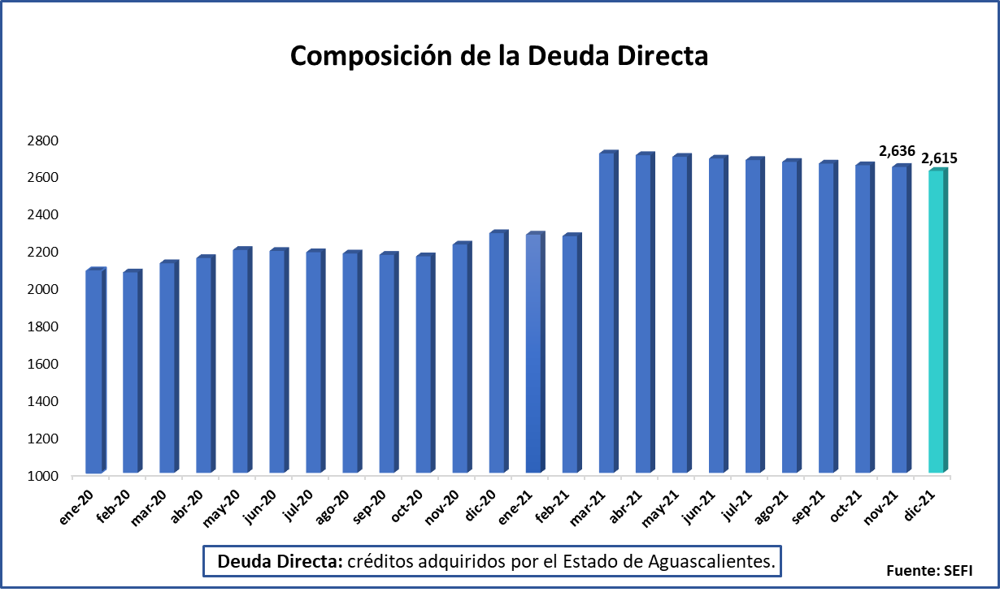 Composición de la Deuda Directa
2800
2600
2400
2200
2000
1800
1600
1400
1200
1000
2,636
2,615
ene-20
feb-20
mar-20
abr-20
may-20
jun-20
jul-20
ago-20
sep-20
oct-20
nov-20
dic-20
ene-21
feb-21
mar-21
abr-21
may-21
jun-21
jul-21
ago-21
sep-21
oct-21
nov-21
dic-21
Deuda Directa: créditos adquiridos por el Estado de Aguascalientes.
Fuente: SEFI